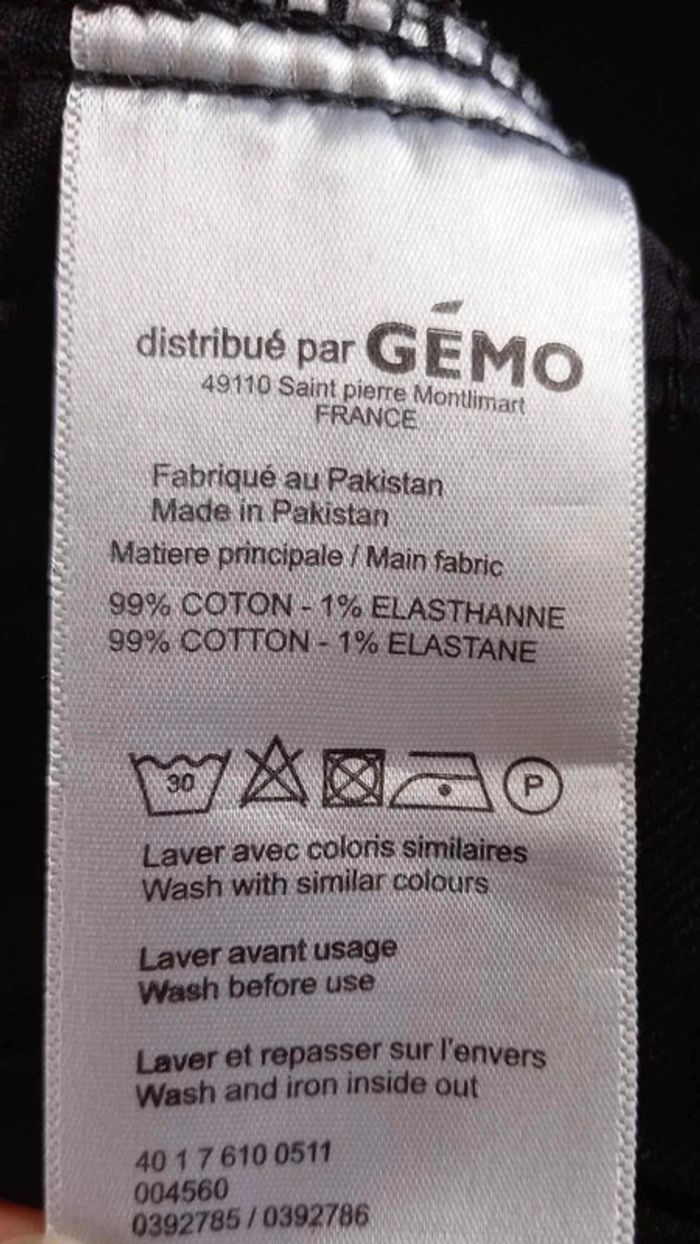 distribué par GÉMO
49110 Saint pierre Montlimart
FRANCE
Fabriqué au Pakistan
Made in Pakistan
Matiere principale / Main fabric
99% COTON - 1% ELASTHANNE
99% COTTON - 1% ELASTANE
30 P
Laver avec coloris similaires
Wash with similar colours
Laver avant usage
Wash before use
Laver et repasser sur l'envers
Wash and iron inside out
40 1 7 610 0511
004560
0392785 / 0392786